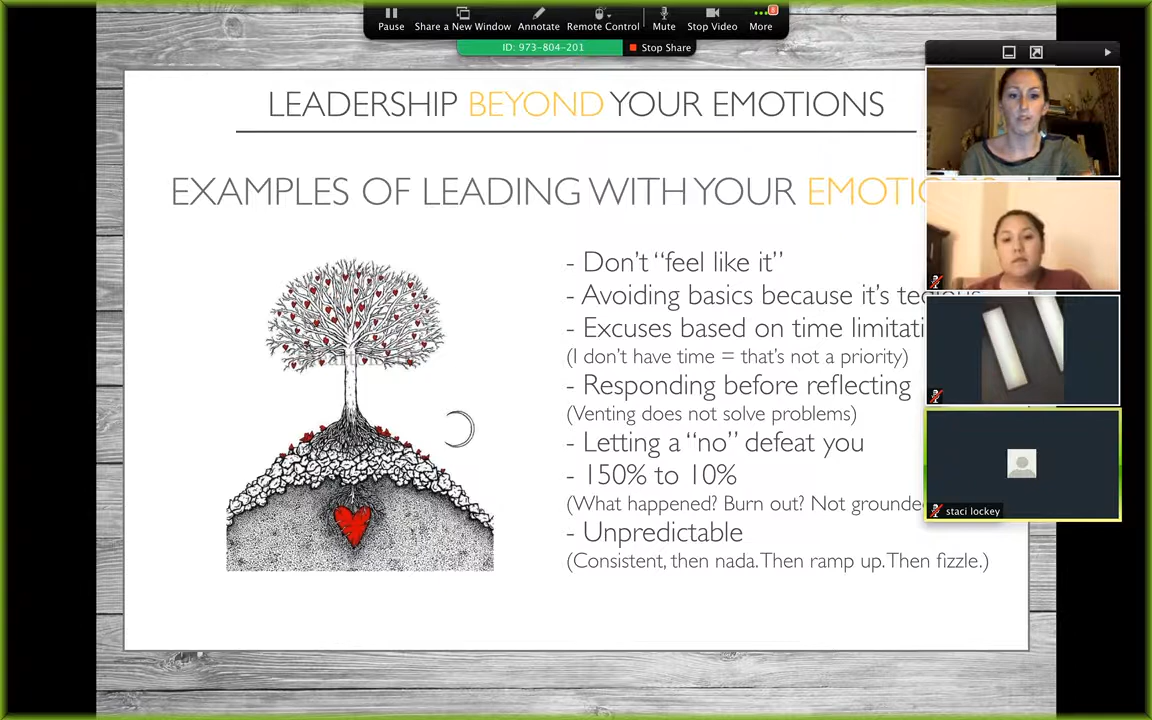 Pause
Share a New Window
Annotate
Remote Control
Mute
Stop Video
More
8
ID: 973-804-201
Stop Share
LEADERSHIP BEYOND YOUR EMOTIONS
EXAMPLES OF LEADING WITH YOUR
- Don't “feel like it”
- Avoiding basics because it's tedious
- Excuses based on time
(I don't have time = that's not a priority)
- Responding before reflecting
(Venting does not solve problems)
- Letting a “no” defeat you
- 150% to 10%
(What happened? Burn out? Not
- Unpredictable
(Consistent, then nada. Then ramp up. Then fizzle.)
staci lockey